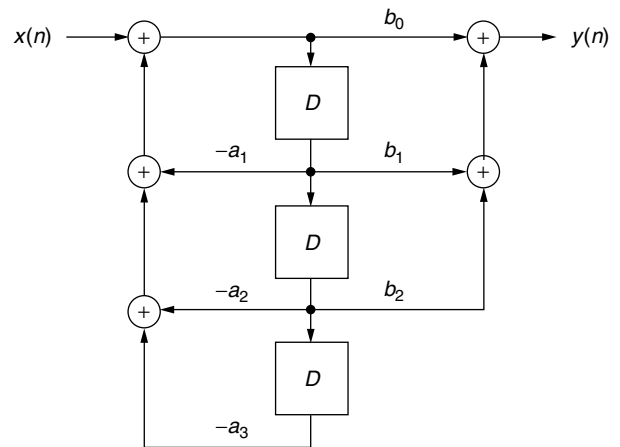 x(n) + b₀ + y(n)
D
+ −a₁ b₁ +
D
+ −a₂ b₂
D
−a₃